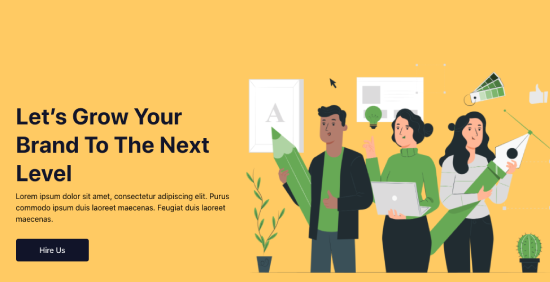 Let's Grow Your
Brand To The Next
Level
Lorem ipsum dolor sit amet, consectetur adipiscing elit. Purus
commodo ipsum duis laoreet maecenas. Feugiat duis laoreet
maecenas.
Hire Us
A